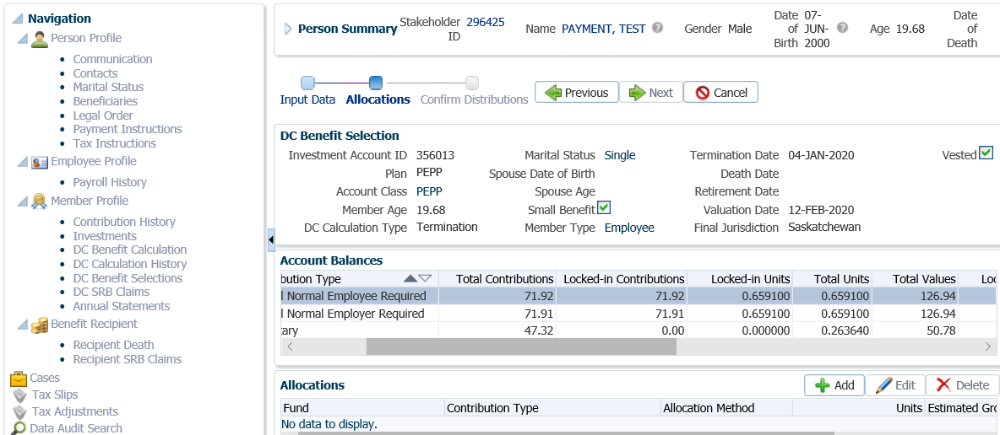 Navigation
Person Profile
Communication
Contacts
Marital Status
Beneficiaries
Legal Order
Payment Instructions
Tax Instructions
Employee Profile
Payroll History
Member Profile
Contribution History
Investments
DC Benefit Calculation
DC Calculation History
DC Benefit Selections
DC SRB Claims
Annual Statements
Benefit Recipient
Recipient Death
Recipient SRB Claims
Cases
Tax Slips
Tax Adjustments
Data Audit Search
Person Summary Stakeholder ID 296425 Name PAYMENT, TEST Gender Male Date of Birth 07-JUN-2000 Age 19.68 Date of Death
Input Data Allocations Confirm Distributions Previous Next Cancel
DC Benefit Selection
Investment Account ID 356013 Marital Status Single Termination Date 04-JAN-2020 Vested
Plan PEPP Spouse Date of Birth Death Date
Account Class PEPP Spouse Age Retirement Date
Member Age 19.68 Small Benefit Valuation Date 12-FEB-2020
DC Calculation Type Termination Member Type Employee Final Jurisdiction Saskatchewan
Account Balances
bution Type Total Contributions Locked-in Contributions Locked-in Units Total Units Total Values Loc
l Normal Employee Required 71.92 71.92 0.659100 0.659100 126.94
l Normal Employer Required 71.91 71.91 0.659100 0.659100 126.94
tary 47.32 0.00 0.000000 0.263640 50.78
Allocations Add Edit Delete
Fund Contribution Type Allocation Method Units Estimated Gro
No data to display.